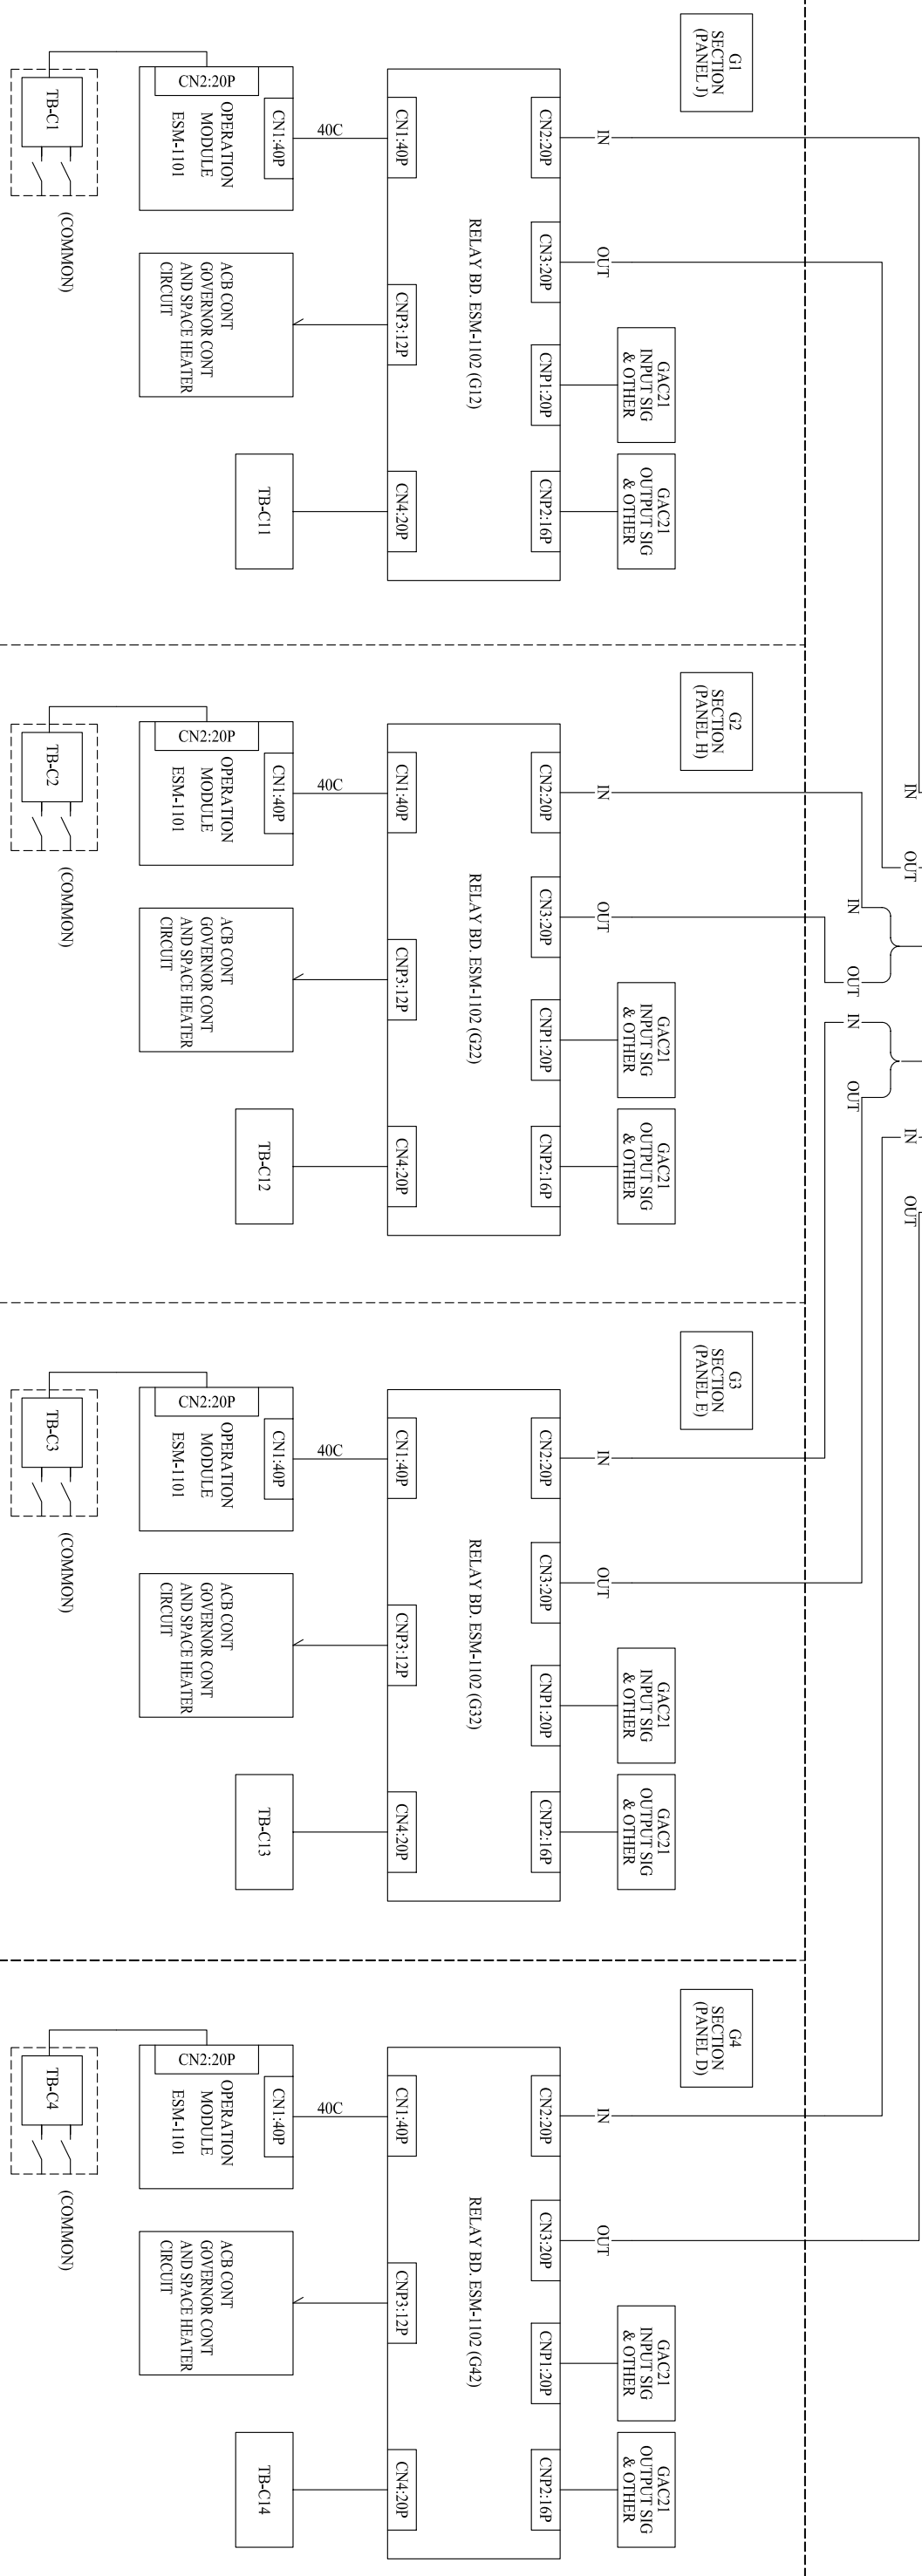 G1
SECTION
(PANEL J)
IN
OUT
GAC21
INPUT SIG
& OTHER
GAC21
OUTPUT SIG
& OTHER
CN2:20P
CN3:20P
CNP1:20P
CNP2:16P
RELAY BD. ESM-1102 (G12)
CN1:40P
CNP3:12P
CN4:20P
40C
CN1:40P
CN2:20P
OPERATION
MODULE
ESM-1101
ACB CONT
GOVERNOR CONT
AND SPACE HEATER
CIRCUIT
TB-C11
TB-C1
(COMMON)
G2
SECTION
(PANEL H)
IN
OUT
IN
OUT
IN
OUT
GAC21
INPUT SIG
& OTHER
GAC21
OUTPUT SIG
& OTHER
CN2:20P
CN3:20P
CNP1:20P
CNP2:16P
RELAY BD. ESM-1102 (G22)
CN1:40P
CNP3:12P
CN4:20P
40C
CN1:40P
CN2:20P
OPERATION
MODULE
ESM-1101
ACB CONT
GOVERNOR CONT
AND SPACE HEATER
CIRCUIT
TB-C12
TB-C2
(COMMON)
IN
OUT
IN
OUT
G3
SECTION
(PANEL E)
IN
OUT
GAC21
INPUT SIG
& OTHER
GAC21
OUTPUT SIG
& OTHER
CN2:20P
CN3:20P
CNP1:20P
CNP2:16P
RELAY BD. ESM-1102 (G32)
CN1:40P
CNP3:12P
CN4:20P
40C
CN1:40P
CN2:20P
OPERATION
MODULE
ESM-1101
ACB CONT
GOVERNOR CONT
AND SPACE HEATER
CIRCUIT
TB-C13
TB-C3
(COMMON)
G4
SECTION
(PANEL D)
IN
OUT
GAC21
INPUT SIG
& OTHER
GAC21
OUTPUT SIG
& OTHER
CN2:20P
CN3:20P
CNP1:20P
CNP2:16P
RELAY BD. ESM-1102 (G42)
CN1:40P
CNP3:12P
CN4:20P
40C
CN1:40P
CN2:20P
OPERATION
MODULE
ESM-1101
ACB CONT
GOVERNOR CONT
AND SPACE HEATER
CIRCUIT
TB-C14
TB-C4
(COMMON)